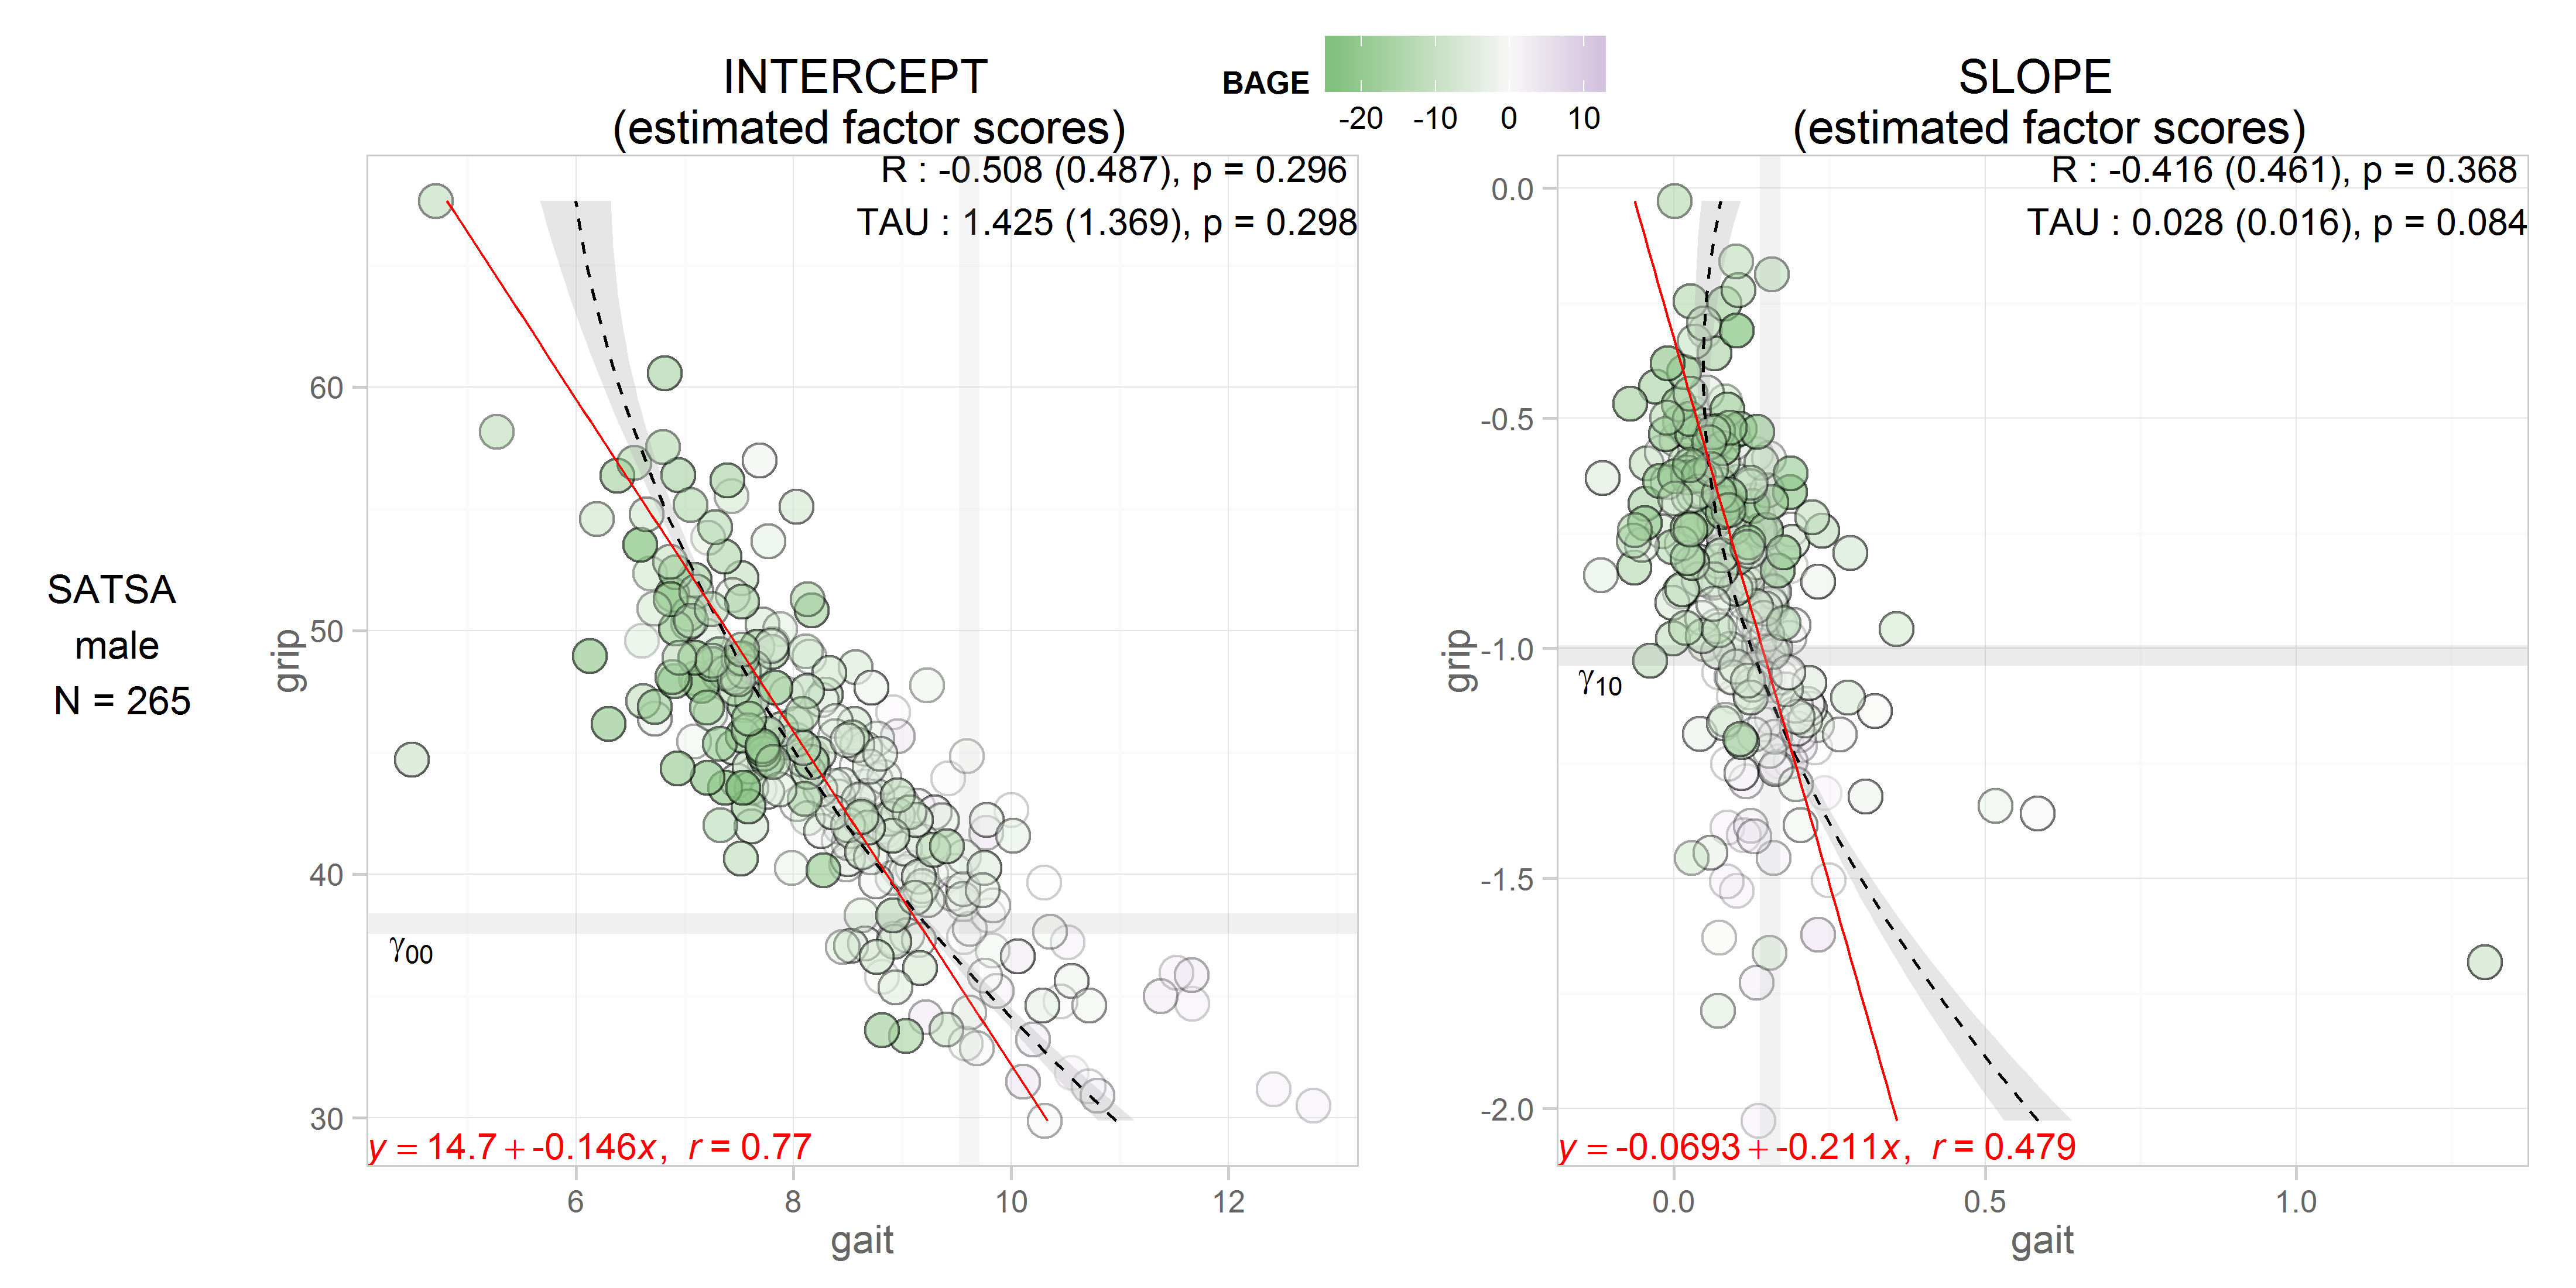 BAGE
-20 -10 0 10
INTERCEPT
(estimated factor scores)
SLOPE
(estimated factor scores)
SATSA
male
N = 265
R : -0.508 (0.487), p = 0.296
TAU : 1.425 (1.369), p = 0.298
grip
60
50
40
30
γ00
y = 14.7 + -0.146x, r = 0.77
6 8 10 12
gait
R : -0.416 (0.461), p = 0.368
TAU : 0.028 (0.016), p = 0.084
grip
0.0
-0.5
-1.0
-1.5
-2.0
γ10
y = -0.0693 + -0.211x, r = 0.479
0.0 0.5 1.0
gait